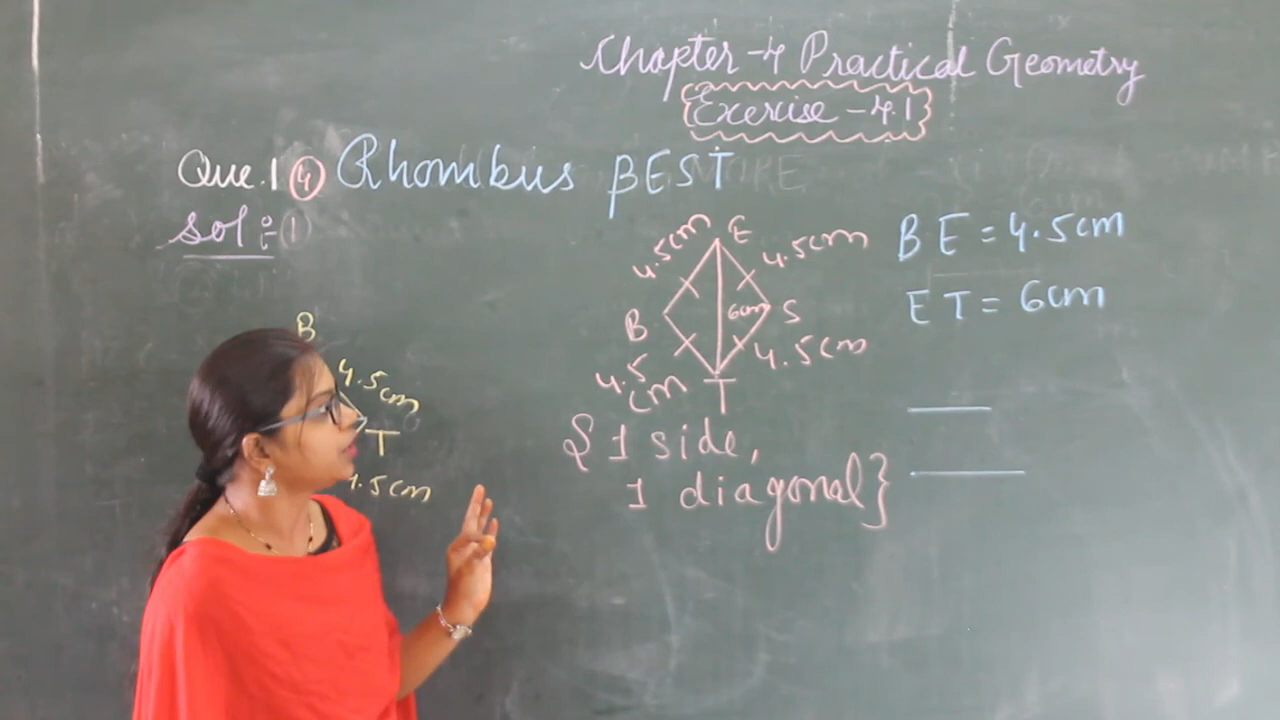 Chapter-4 Practical Geometry
Exercise-4.1
Que.1 (4) Rhombus BEST
Sol:-(1)
BE = 4.5cm
ET = 6cm
4.5cm E 4.5cm
B 6cm S
4.5 cm T 4.5cm
{ 1 side,
1 diagonal}
B
4.5cm
T
4.5cm